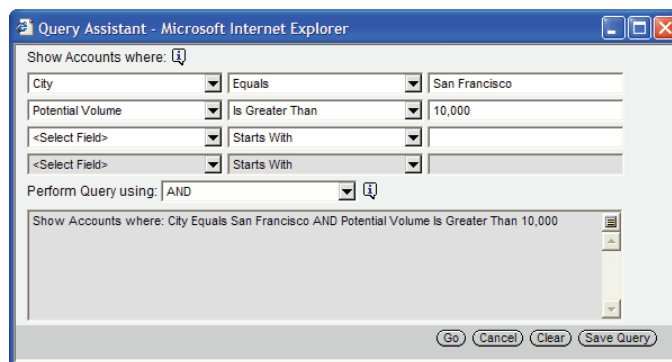 Query Assistant - Microsoft Internet Explorer
Show Accounts where:
City Equals San Francisco
Potential Volume Is Greater Than 10,000
<Select Field> Starts With
<Select Field> Starts With
Perform Query using: AND
Show Accounts where: City Equals San Francisco AND Potential Volume Is Greater Than 10,000
Go Cancel Clear Save Query